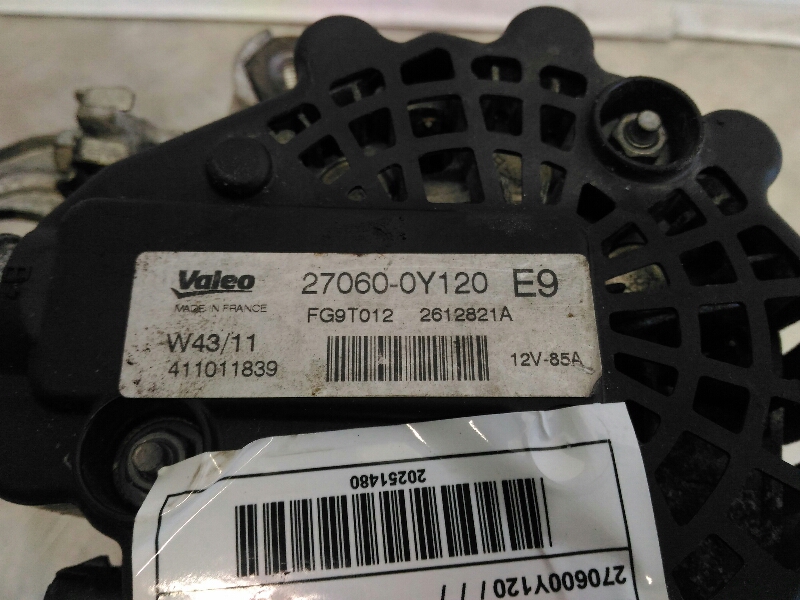 Valeo 27060-0Y120 E9
MADE IN FRANCE FG9T012 2612821A
W43/11
411011839 12V-85A
20251480
270600Y120 / / /